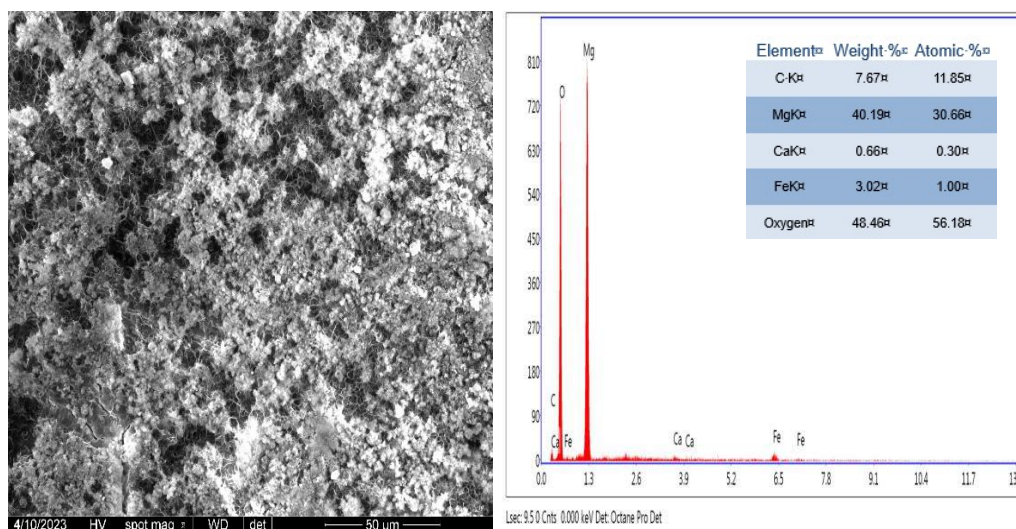 4/10/2023 HV spot mag ¤ WD det 50 µm
Element¤ Weight·%¤ Atomic·%¤
C·K¤ 7.67¤ 11.85¤
MgK¤ 40.19¤ 30.66¤
CaK¤ 0.66¤ 0.30¤
FeK¤ 3.02¤ 1.00¤
Oxygen¤ 48.46¤ 56.18¤
Mg
O
C
Ca
Fe
Ca
Ca
Fe
Fe
810
720
630
540
450
360
270
180
90
0
0.0 1.3 2.6 3.9 5.2 6.5 7.8 9.1 10.4 11.7 13
Lsec: 9.5 0 Cnts 0.000 keV Det: Octane Pro Det